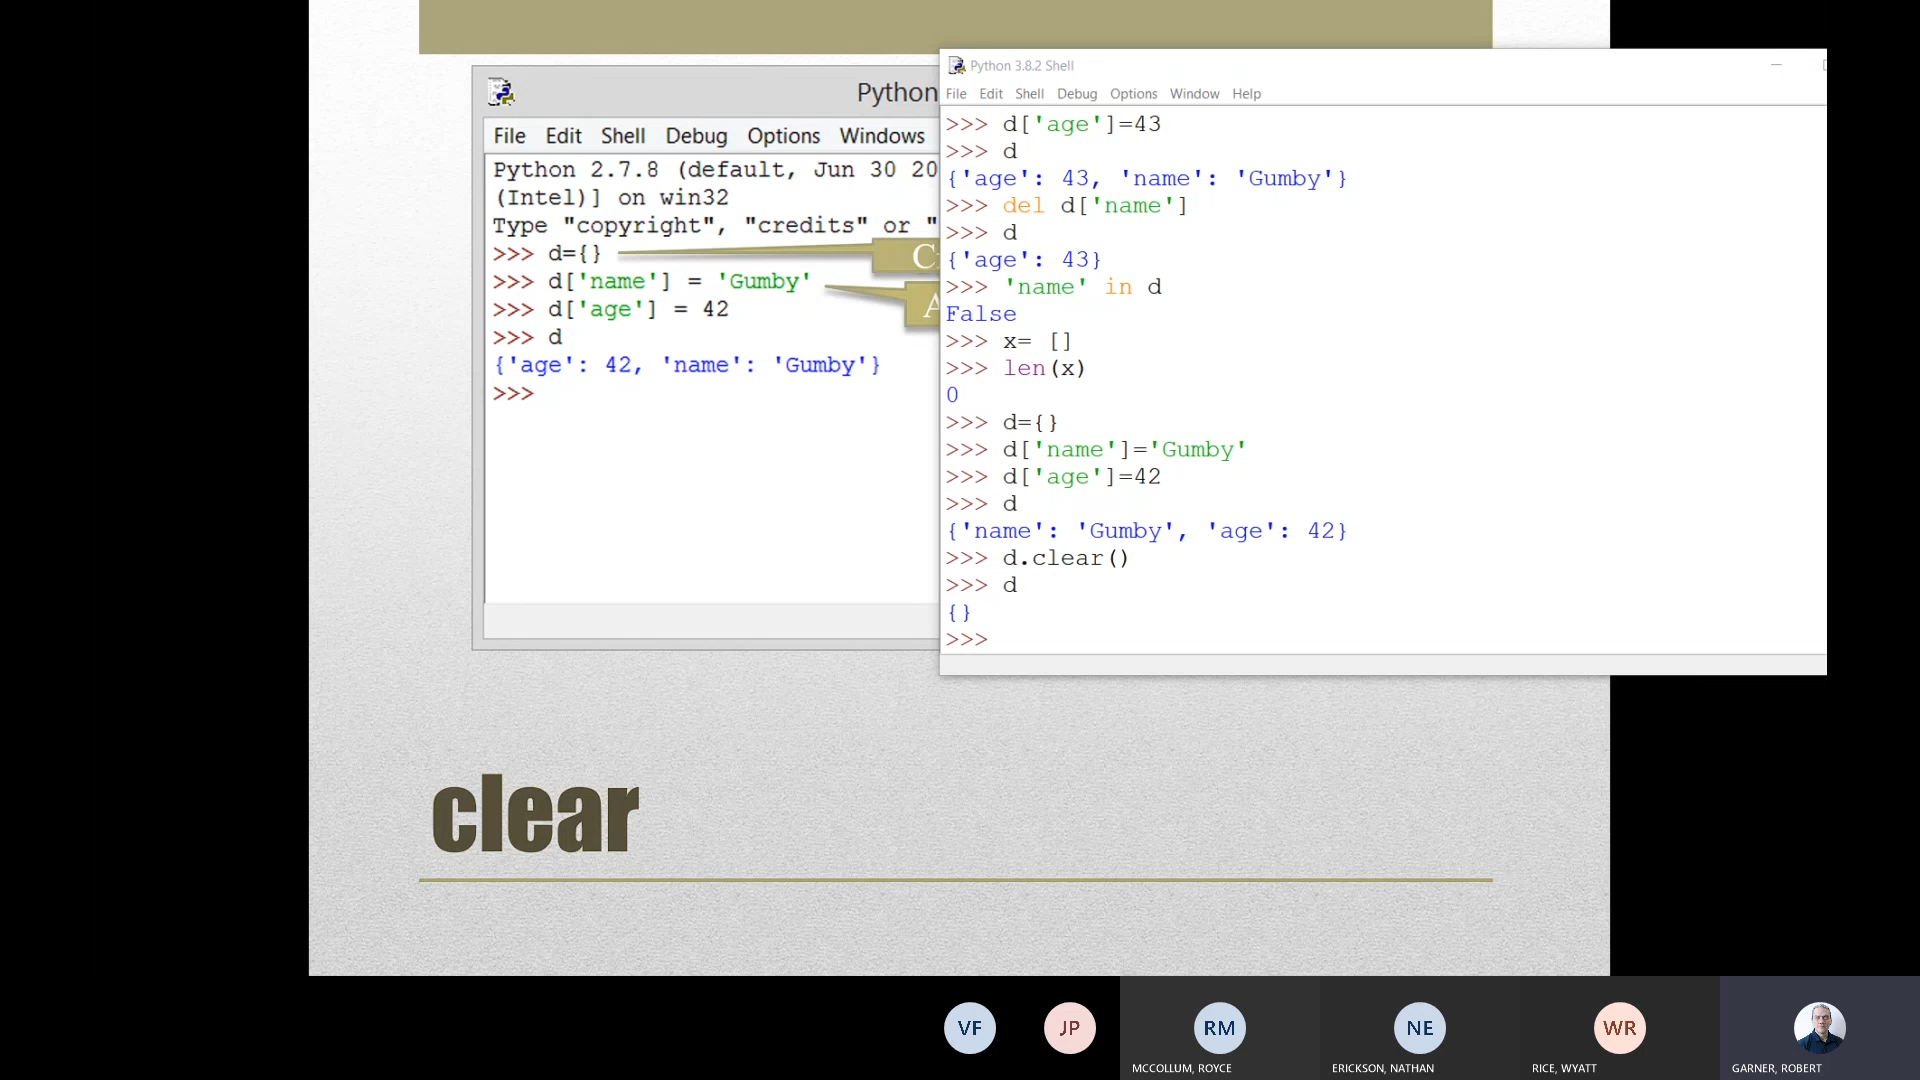 Python
File Edit Shell Debug Options Windows
Python 2.7.8 (default, Jun 30 20
(Intel)] on win32
Type "copyright", "credits" or "
>>> d={}
>>> d['name'] = 'Gumby'
>>> d['age'] = 42
>>> d
{'age': 42, 'name': 'Gumby'}
>>>
C
A
Python 3.8.2 Shell
File Edit Shell Debug Options Window Help
>>> d['age']=43
>>> d
{'age': 43, 'name': 'Gumby'}
>>> del d['name']
>>> d
{'age': 43}
>>> 'name' in d
False
>>> x= []
>>> len(x)
0
>>> d={}
>>> d['name']='Gumby'
>>> d['age']=42
>>> d
{'name': 'Gumby', 'age': 42}
>>> d.clear()
>>> d
{}
>>>
clear
VF
JP
RM
NE
WR
MCCOLLUM, ROYCE
ERICKSON, NATHAN
RICE, WYATT
GARNER, ROBERT